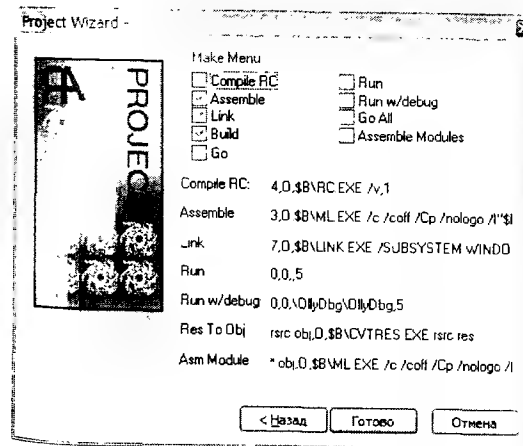 Project Wizard -
PROJEC
Make Menu
Compile RC
Assemble
Link
Build
Go
Run
Run w/debug
Go All
Assemble Modules
Compile RC: 4,O,$B\RC EXE /v,1
Assemble 3,O $B\ML EXE /c /coff /Cp /nologo /I"$I
Link 7,O,$B\LINK EXE /SUBSYSTEM WINDO
Run 0,0,,5
Run w/debug 0,0,\OllyDbg\OllyDbg,5
Res To Obj rsrc obj,O,$B\CVTRES EXE rsrc res
Asm Module * obj,O,$B\ML EXE /c /coff /Cp /nologo /I
< Назад
Готово
Отмена